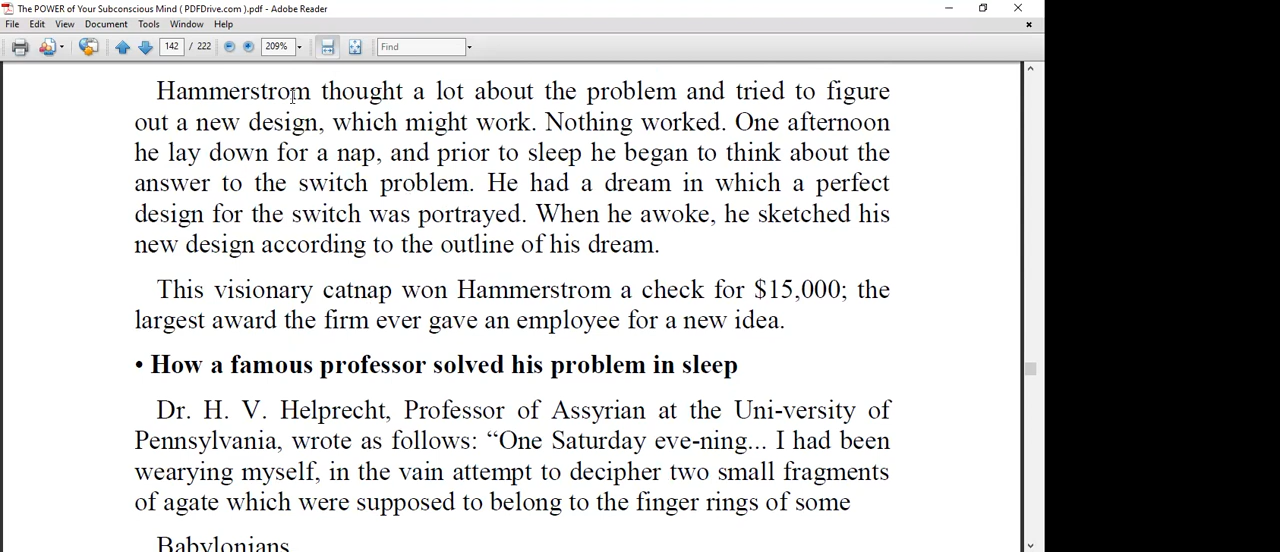 The POWER of Your Subconscious Mind ( PDFDrive.com ).pdf - Adobe Reader
File Edit View Document Tools Window Help
142 / 222 209% Find
Hammerstrom thought a lot about the problem and tried to figure
out a new design, which might work. Nothing worked. One afternoon
he lay down for a nap, and prior to sleep he began to think about the
answer to the switch problem. He had a dream in which a perfect
design for the switch was portrayed. When he awoke, he sketched his
new design according to the outline of his dream.
This visionary catnap won Hammerstrom a check for $15,000; the
largest award the firm ever gave an employee for a new idea.
• How a famous professor solved his problem in sleep
Dr. H. V. Helprecht, Professor of Assyrian at the Uni-versity of
Pennsylvania, wrote as follows: “One Saturday eve-ning... I had been
wearying myself, in the vain attempt to decipher two small fragments
of agate which were supposed to belong to the finger rings of some
Babylonians